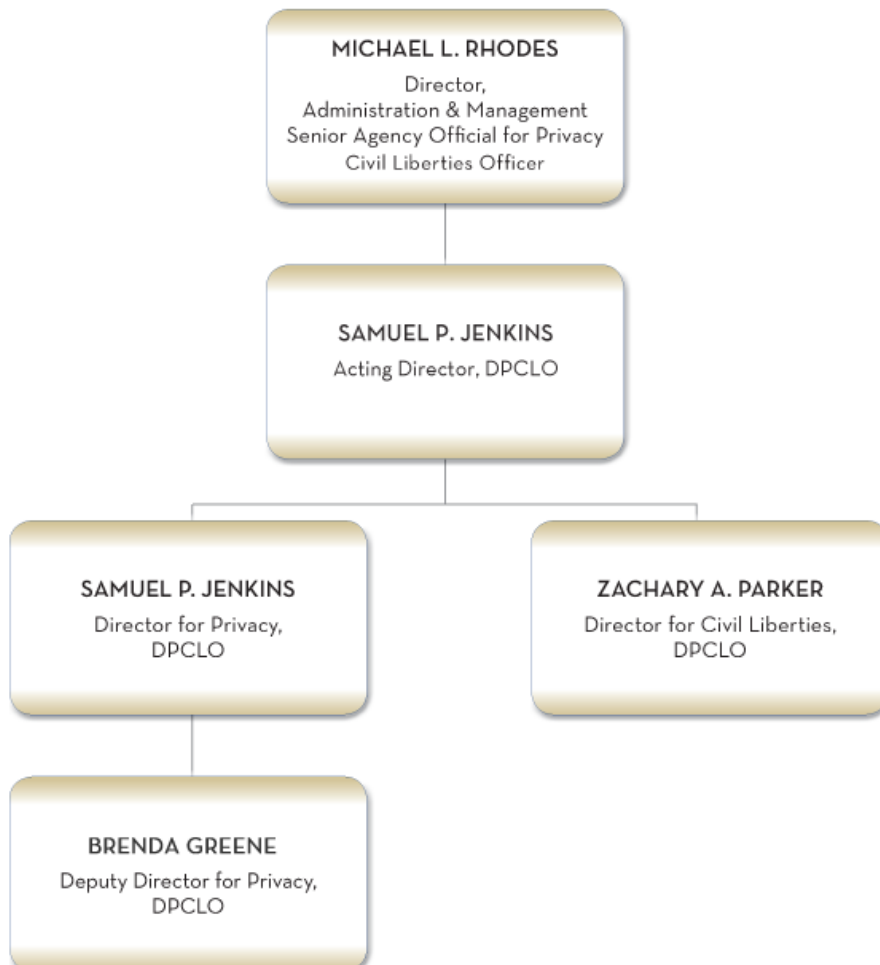 MICHAEL L. RHODES
Director,
Administration & Management
Senior Agency Official for Privacy
Civil Liberties Officer
SAMUEL P. JENKINS
Acting Director, DPCLO
SAMUEL P. JENKINS
Director for Privacy,
DPCLO
ZACHARY A. PARKER
Director for Civil Liberties,
DPCLO
BRENDA GREENE
Deputy Director for Privacy,
DPCLO